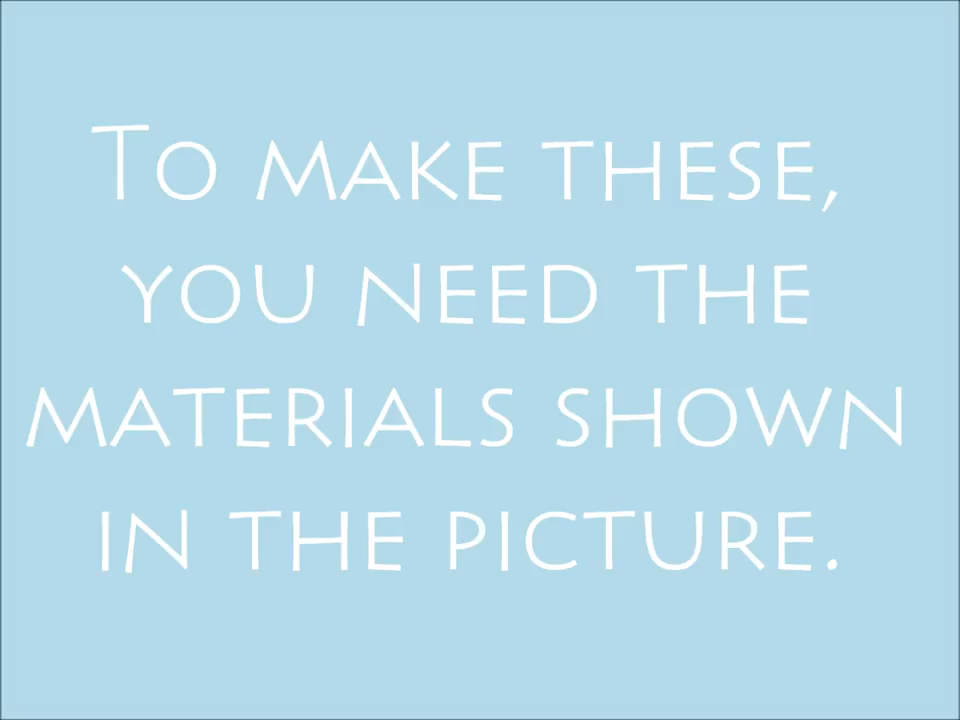 To make these,
you need the
materials shown
in the picture.